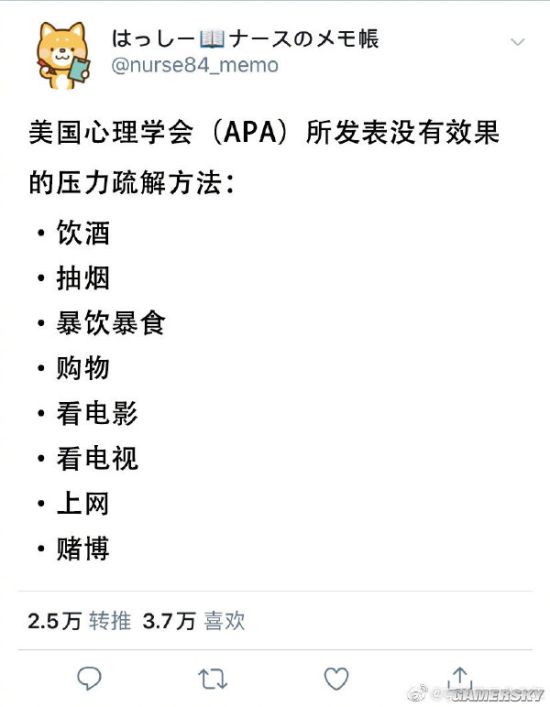 はっしー📖ナースのメモ帳
@nurse84_memo
美国心理学会（APA）所发表没有效果
的压力疏解方法：
・饮酒
・抽烟
・暴饮暴食
・购物
・看电影
・看电视
・上网
・赌博
2.5万 转推 3.7万 喜欢
GAMERSKY